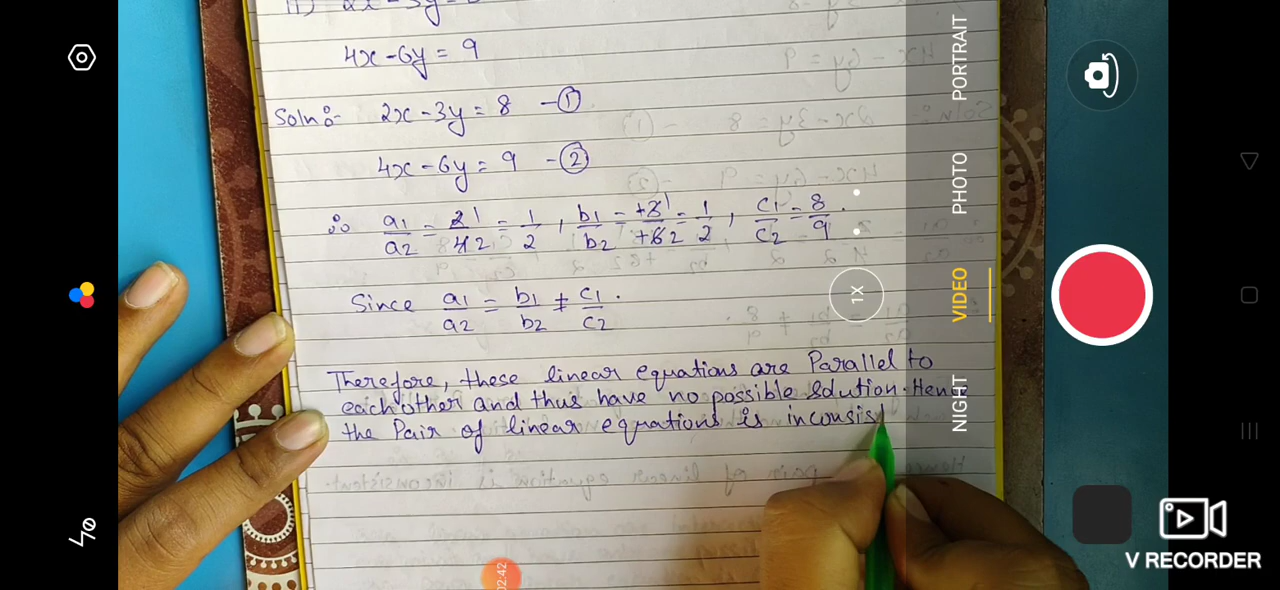 4x - 6y = 9
Soln:- 2x - 3y = 8 - ①
4x - 6y = 9 - ②
∴ a1/a2 = 2/4 = 1/2, b1/b2 = +3/+6 = 1/2, c1/c2 = 8/9.
Since a1/a2 = b1/b2 ≠ c1/c2.
Therefore, these linear equations are Parallel to
each other and thus have no possible Solution. Hence
the Pair of linear equations is inconsis
PORTRAIT
PHOTO
VIDEO
NIGHT
1X
02:42
V RECORDER